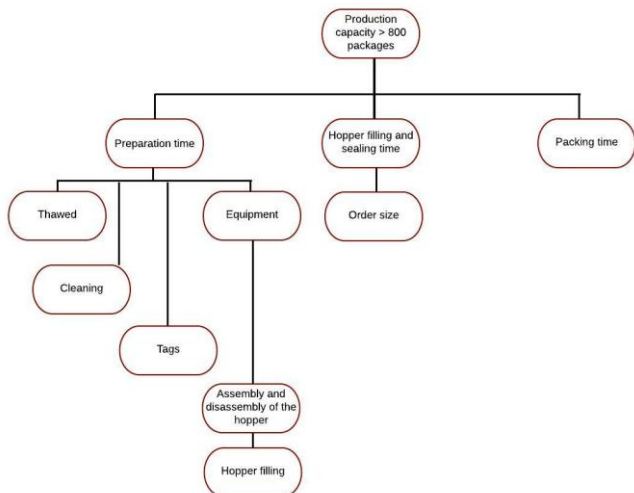 Production
capacity > 800
packages
Preparation time
Hopper filling and
sealing time
Packing time
Thawed
Equipment
Order size
Cleaning
Tags
Assembly and
disassembly of the
hopper
Hopper filling